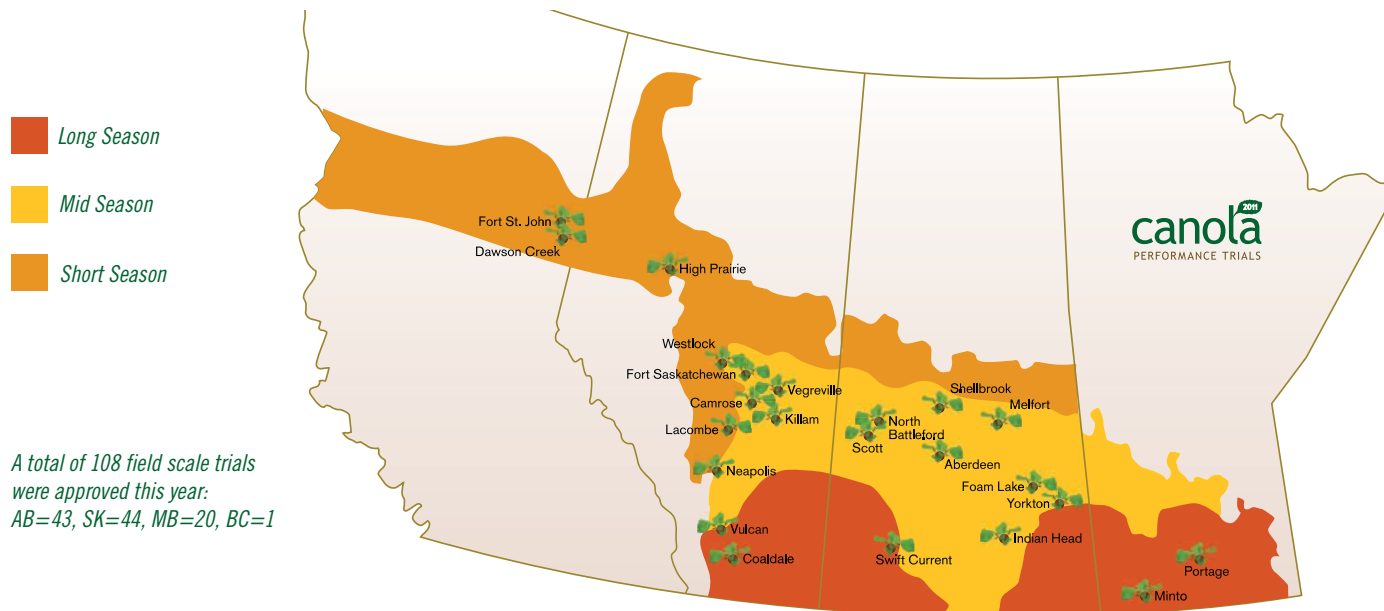 Long Season
Mid Season
Short Season
A total of 108 field scale trials
were approved this year:
AB=43, SK=44, MB=20, BC=1
2011
canola
PERFORMANCE TRIALS
Fort St. John
Dawson Creek
High Prairie
Westlock
Fort Saskatchewan
Vegreville
Camrose
Killam
Lacombe
Neapolis
Vulcan
Coaldale
Shellbrook
Melfort
North
Battleford
Scott
Aberdeen
Foam Lake
Yorkton
Indian Head
Swift Current
Portage
Minto